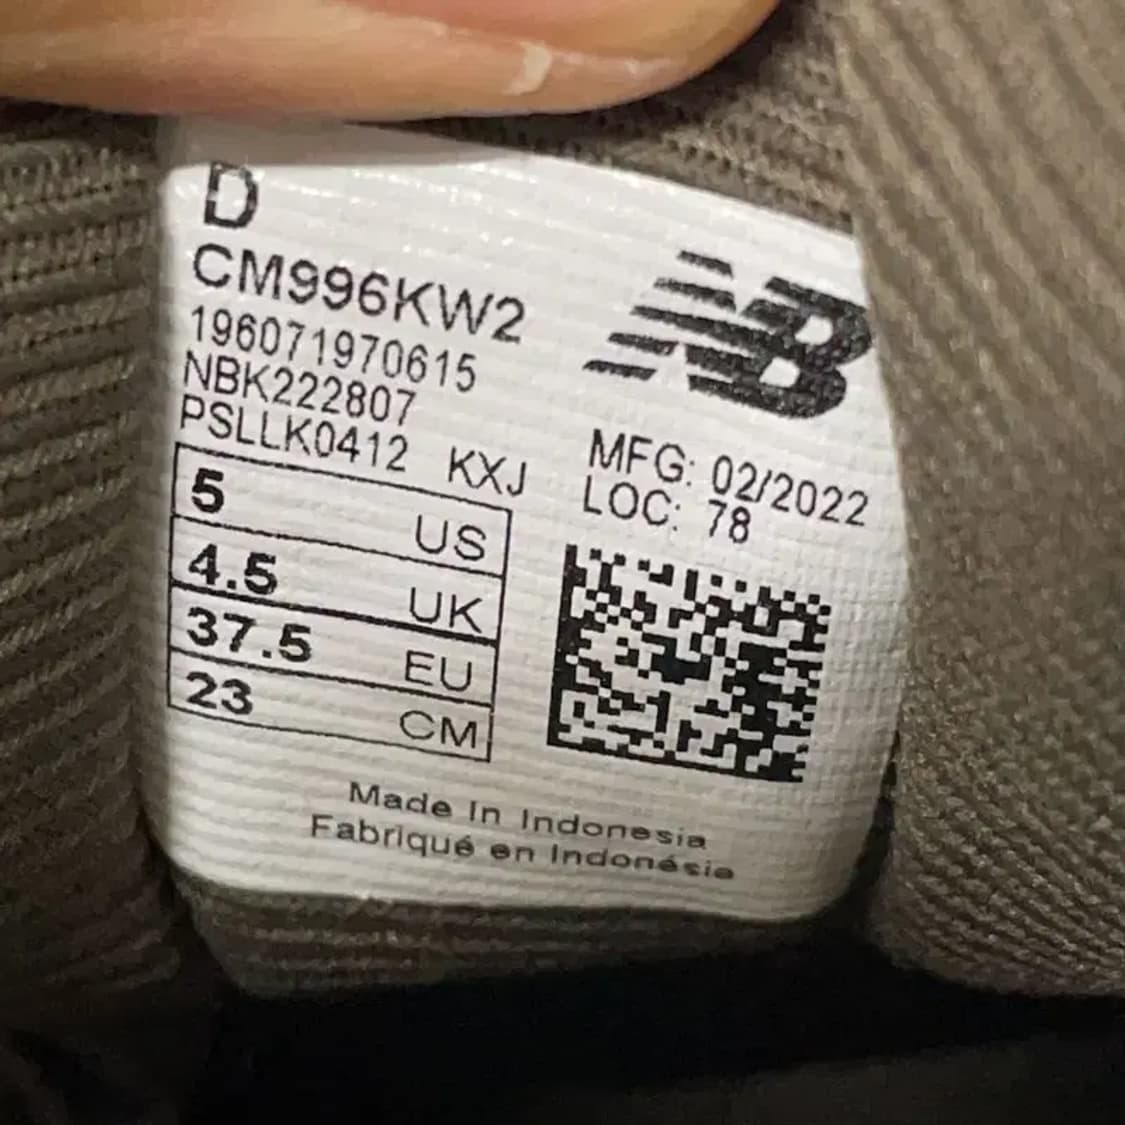 D
CM996KW2
196071970615
NBK222807
PSLLK0412 KXJ
NB
MFG: 02/2022
LOC: 78
5 US
4.5 UK
37.5 EU
23 CM
Made In Indonesia
Fabriqué en Indonésie